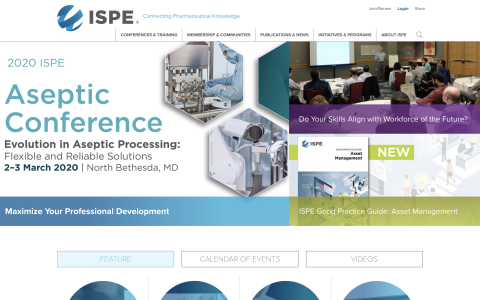 ISPE®
Connecting Pharmaceutical Knowledge
Join/Renew Login Store
CONFERENCES & TRAINING MEMBERSHIP & COMMUNITIES PUBLICATIONS & NEWS INITIATIVES & PROGRAMS ABOUT ISPE
2020 ISPE
Aseptic
Conference
Evolution in Aseptic Processing:
Flexible and Reliable Solutions
2–3 March 2020 | North Bethesda, MD
Maximize Your Professional Development
Do Your Skills Align with Workforce of the Future?
ISPE.
Asset
Management
NEW
ISPE Good Practice Guide: Asset Management
FEATURE CALENDAR OF EVENTS VIDEOS